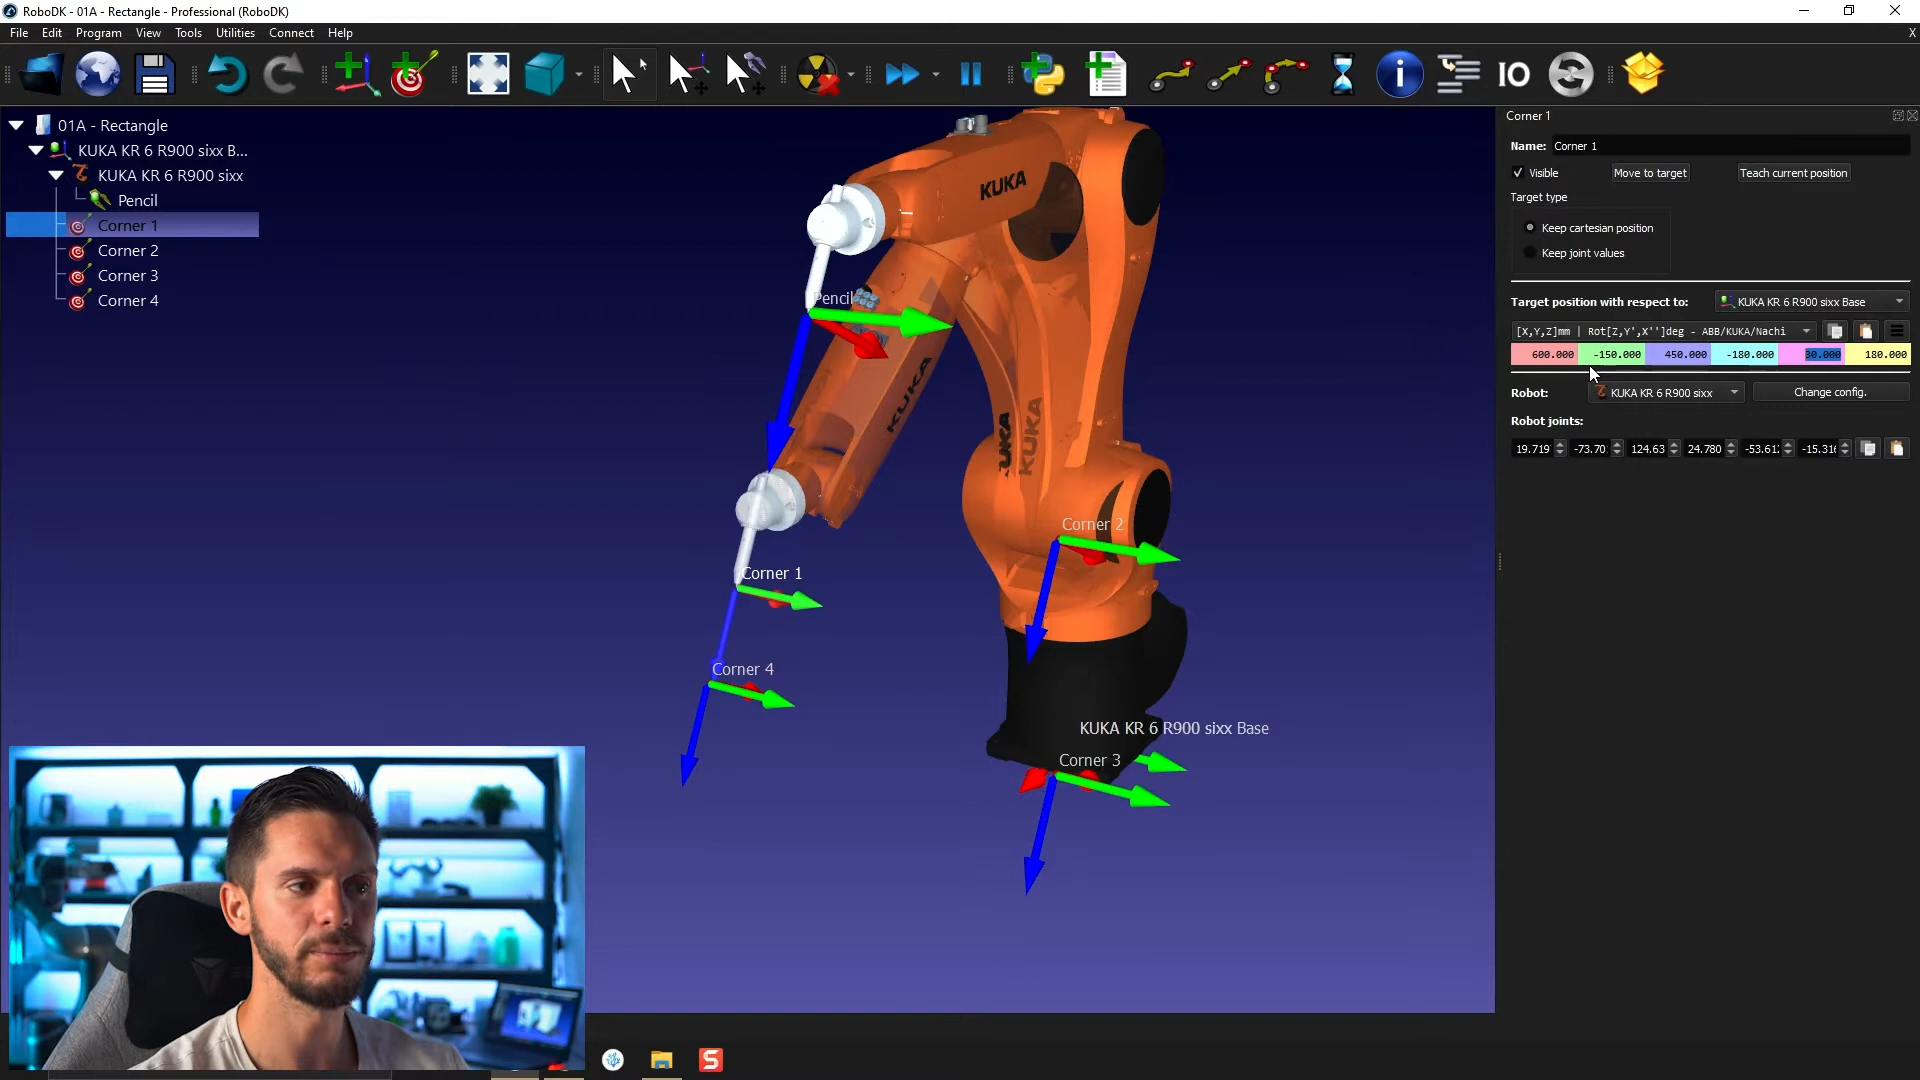 RoboDK - 01A - Rectangle - Professional (RoboDK)
File Edit Program View Tools Utilities Connect Help X
IO
01A - Rectangle
KUKA KR 6 R900 sixx B...
KUKA KR 6 R900 sixx
Pencil
Corner 1
Corner 2
Corner 3
Corner 4
KUKA
Pencil
KUKA
KUKA
KUKA
Corner 2
Corner 1
Corner 4
KUKA KR 6 R900 sixx Base
Corner 3
Corner 1
Name: Corner 1
Visible Move to target Teach current position
Target type
Keep cartesian position
Keep joint values
Target position with respect to: KUKA KR 6 R900 sixx Base
[X,Y,Z]mm | Rot[Z,Y',X'']deg - ABB/KUKA/Nachi
600.000 -150.000 450.000 -180.000 30.000 180.000
Robot: KUKA KR 6 R900 sixx Change config.
Robot joints:
19.719 -73.70 124.63 24.780 -53.61 -15.31
S